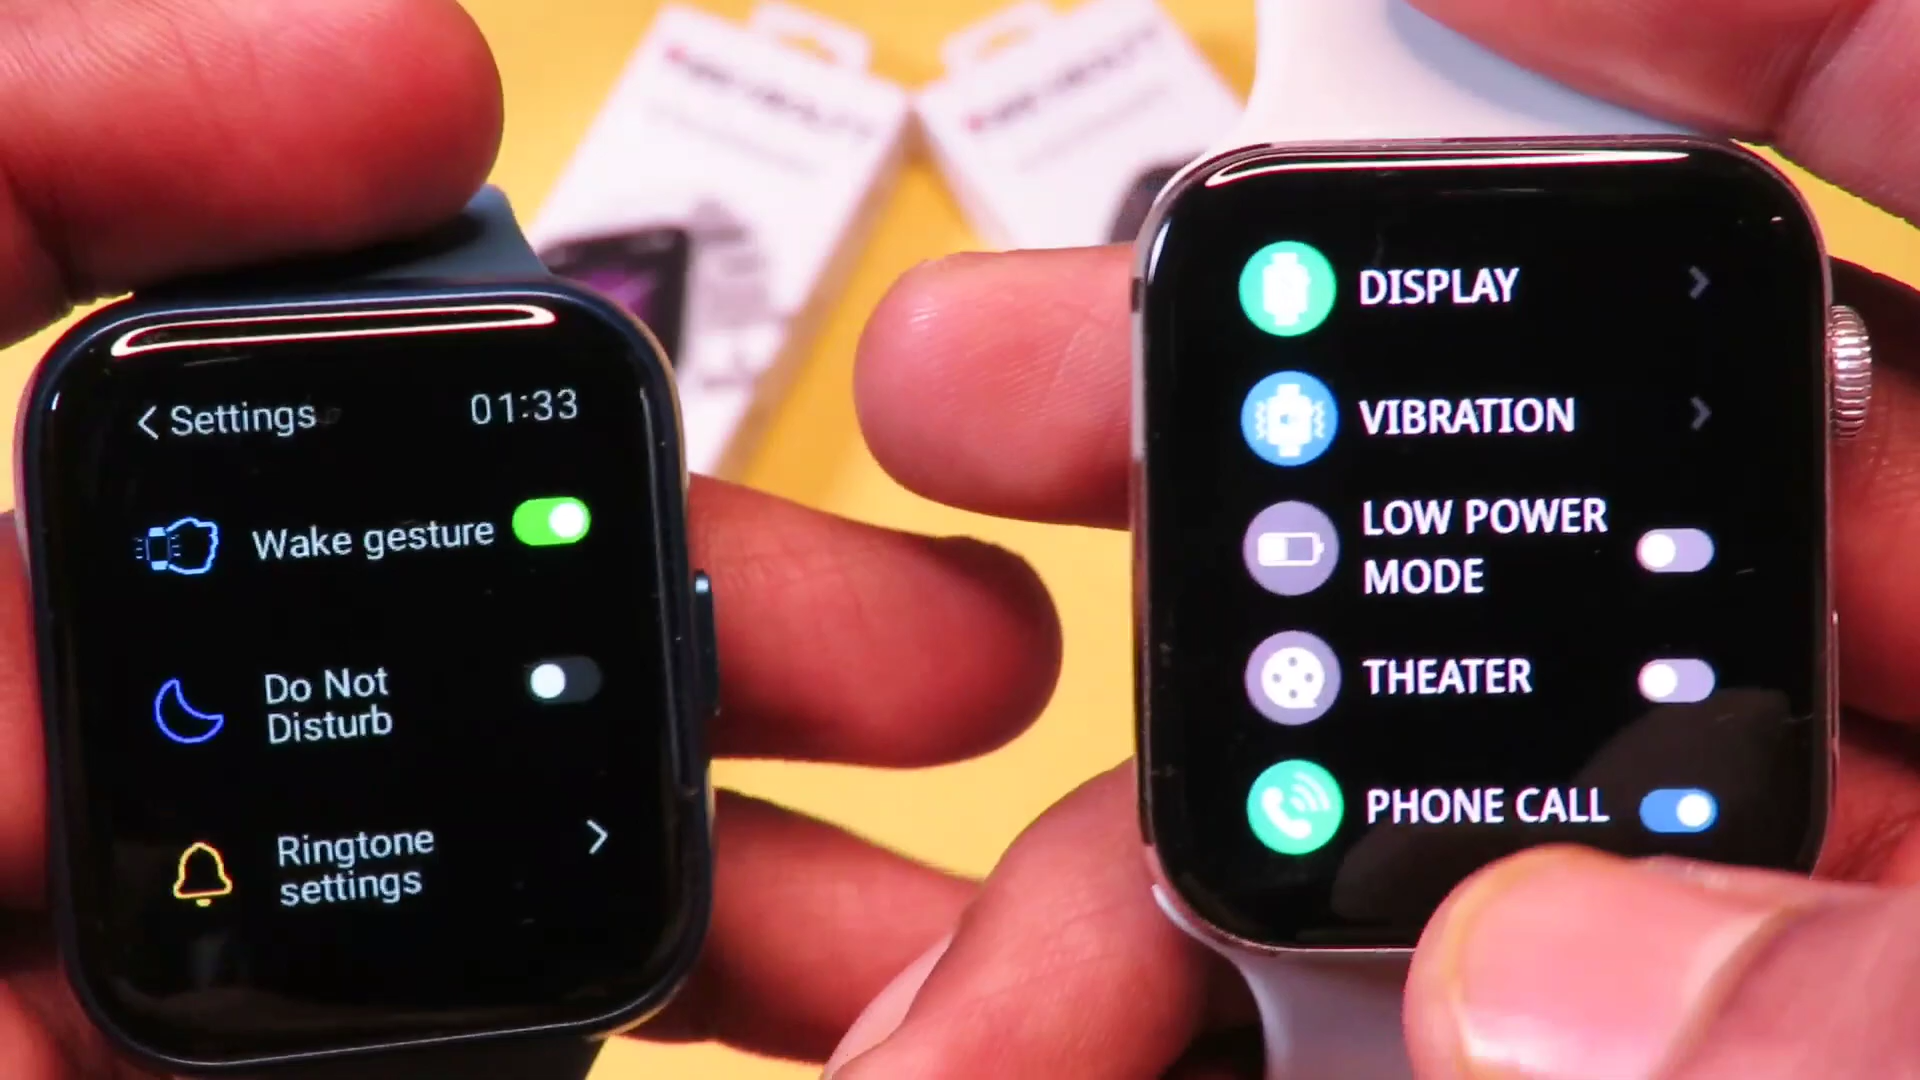 Settings 01:33
Wake gesture
Do Not
Disturb
Ringtone
settings
DISPLAY
VIBRATION
LOW POWER
MODE
THEATER
PHONE CALL